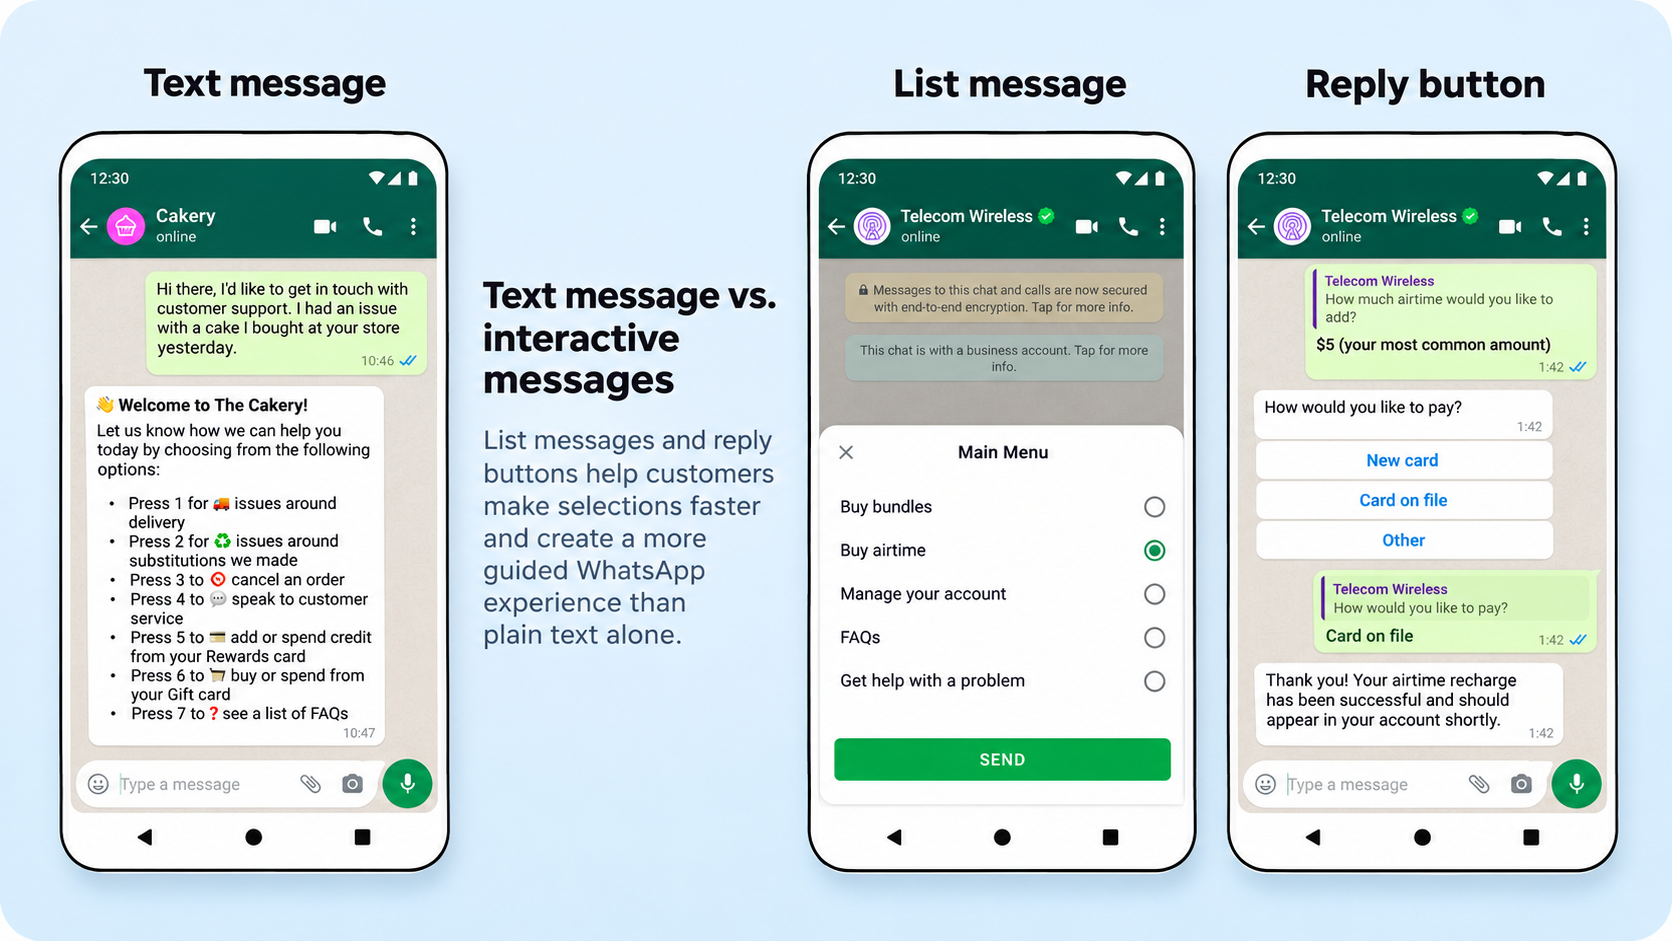 Text message
12:30
Cakery
online
Hi there, I'd like to get in touch with
customer support. I had an issue
with a cake I bought at your store
yesterday.
10:46
👋 Welcome to The Cakery!
Let us know how we can help you
today by choosing from the following
options:
• Press 1 for 🚚 issues around
delivery
• Press 2 for ♻️ issues around
substitutions we made
• Press 3 to 🚫 cancel an order
• Press 4 to 💬 speak to customer
service
• Press 5 to 💳 add or spend credit
from your Rewards card
• Press 6 to 🛒 buy or spend from
your Gift card
• Press 7 to ❓ see a list of FAQs
10:47
Type a message
Text message vs.
interactive
messages
List messages and reply
buttons help customers
make selections faster
and create a more
guided WhatsApp
experience than
plain text alone.
List message
12:30
Telecom Wireless
online
Messages to this chat and calls are now secured
with end-to-end encryption. Tap for more info.
This chat is with a business account. Tap for more
info.
Main Menu
Buy bundles
Buy airtime
Manage your account
FAQs
Get help with a problem
SEND
Reply button
12:30
Telecom Wireless
online
Telecom Wireless
How much airtime would you like to
add?
$5 (your most common amount)
1:42
How would you like to pay?
1:42
New card
Card on file
Other
Telecom Wireless
How would you like to pay?
Card on file
1:42
Thank you! Your airtime recharge
has been successful and should
appear in your account shortly.
1:42
Type a message